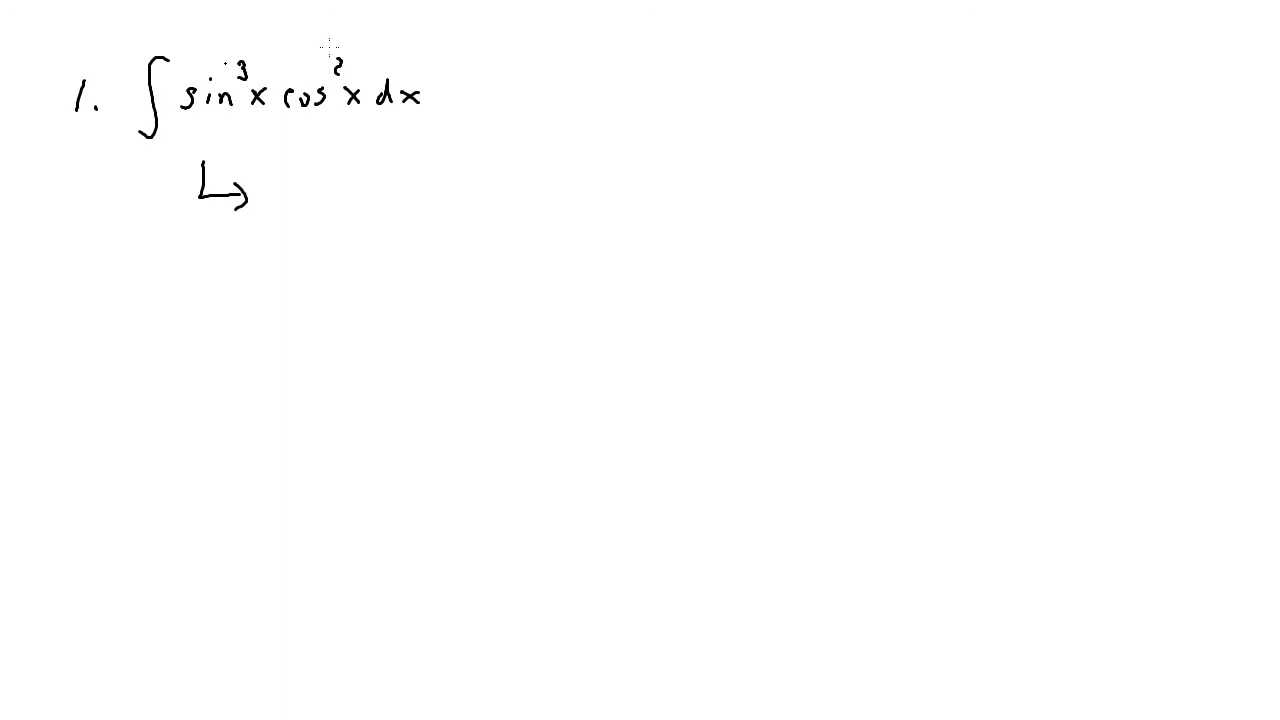 1. ∫ sin³x cos²x dx
↳